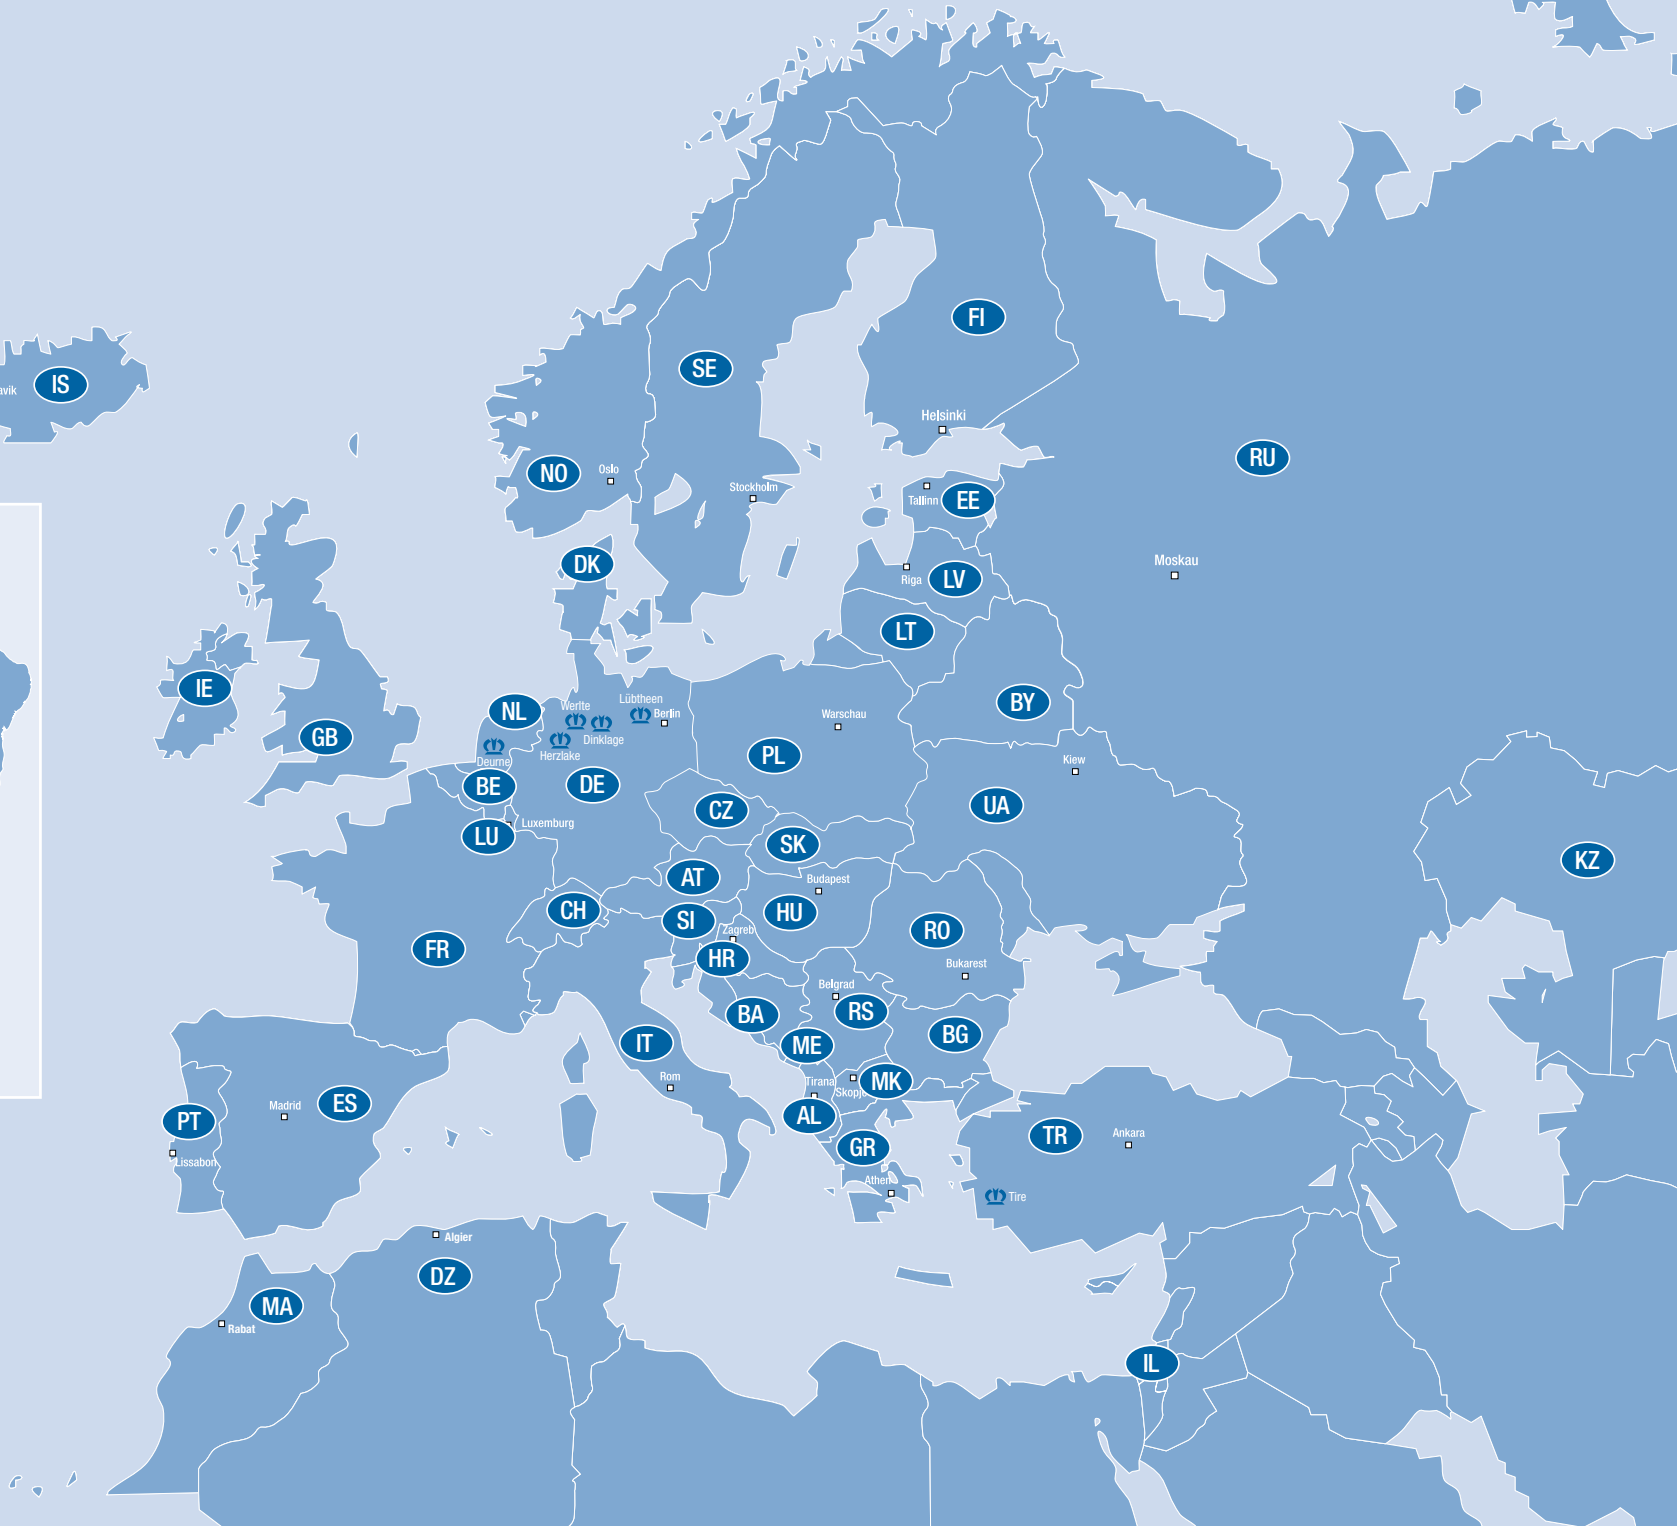 FI
IS
avik
SE
Helsinki
RU
NO
Oslo
Stockholm
Tallinn
EE
DK
Moskau
Riga
LV
LT
IE
BY
NL
Werlte
Lübtheen
Berlin
Warschau
GB
Dinklage
Herzlake
Deurne
PL
Kiew
BE
DE
CZ
UA
Luxemburg
LU
SK
KZ
AT
Budapest
CH
HU
SI
Zagreb
RO
FR
HR
Bukarest
Belgrad
BA
RS
BG
IT
ME
Rom
Tirana
Skopje
MK
Madrid
ES
PT
AL
TR
Ankara
GR
Lissabon
Athen
Tire
Algier
DZ
MA
Rabat
IL